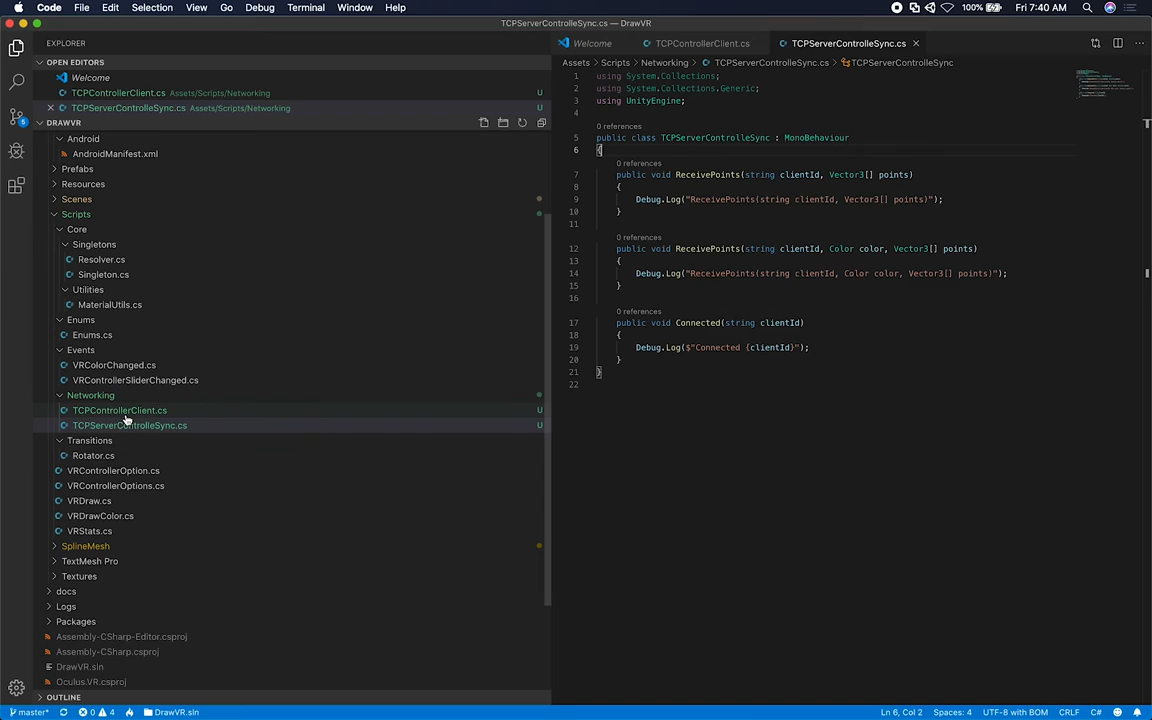 Code File Edit Selection View Go Debug Terminal Window Help 100% Fri 7:40 AM
TCPServerControlleSync.cs — DrawVR
EXPLORER
OPEN EDITORS
Welcome
TCPControllerClient.cs Assets/Scripts/Networking U
TCPServerControlleSync.cs Assets/Scripts/Networking U
DRAWVR
Android
AndroidManifest.xml
Prefabs
Resources
Scenes
Scripts
Core
Singletons
Resolver.cs
Singleton.cs
Utilities
MaterialUtils.cs
Enums
Enums.cs
Events
VRColorChanged.cs
VRControllerSliderChanged.cs
Networking
TCPControllerClient.cs U
TCPServerControlleSync.cs U
Transitions
Rotator.cs
VRControllerOption.cs
VRControllerOptions.cs
VRDraw.cs
VRDrawColor.cs
VRStats.cs
SplineMesh
TextMesh Pro
Textures
docs
Logs
Packages
Assembly-CSharp-Editor.csproj
Assembly-CSharp.csproj
DrawVR.sln
Oculus.VR.csproj
OUTLINE
5
Welcome TCPControllerClient.cs TCPServerControlleSync.cs
Assets > Scripts > Networking > TCPServerControlleSync.cs > TCPServerControlleSync
1 using System.Collections;
2 using System.Collections.Generic;
3 using UnityEngine;
4
0 references
5 public class TCPServerControlleSync : MonoBehaviour
6 {
0 references
7 public void ReceivePoints(string clientId, Vector3[] points)
8 {
9 Debug.Log("ReceivePoints(string clientId, Vector3[] points)");
10 }
11
0 references
12 public void ReceivePoints(string clientId, Color color, Vector3[] points)
13 {
14 Debug.Log("ReceivePoints(string clientId, Color color, Vector3[] points)");
15 }
16
0 references
17 public void Connected(string clientId)
18 {
19 Debug.Log($"Connected {clientId}");
20 }
21 }
22
master* 0 4 DrawVR.sln Ln 6, Col 2 Spaces: 4 UTF-8 with BOM CRLF C#